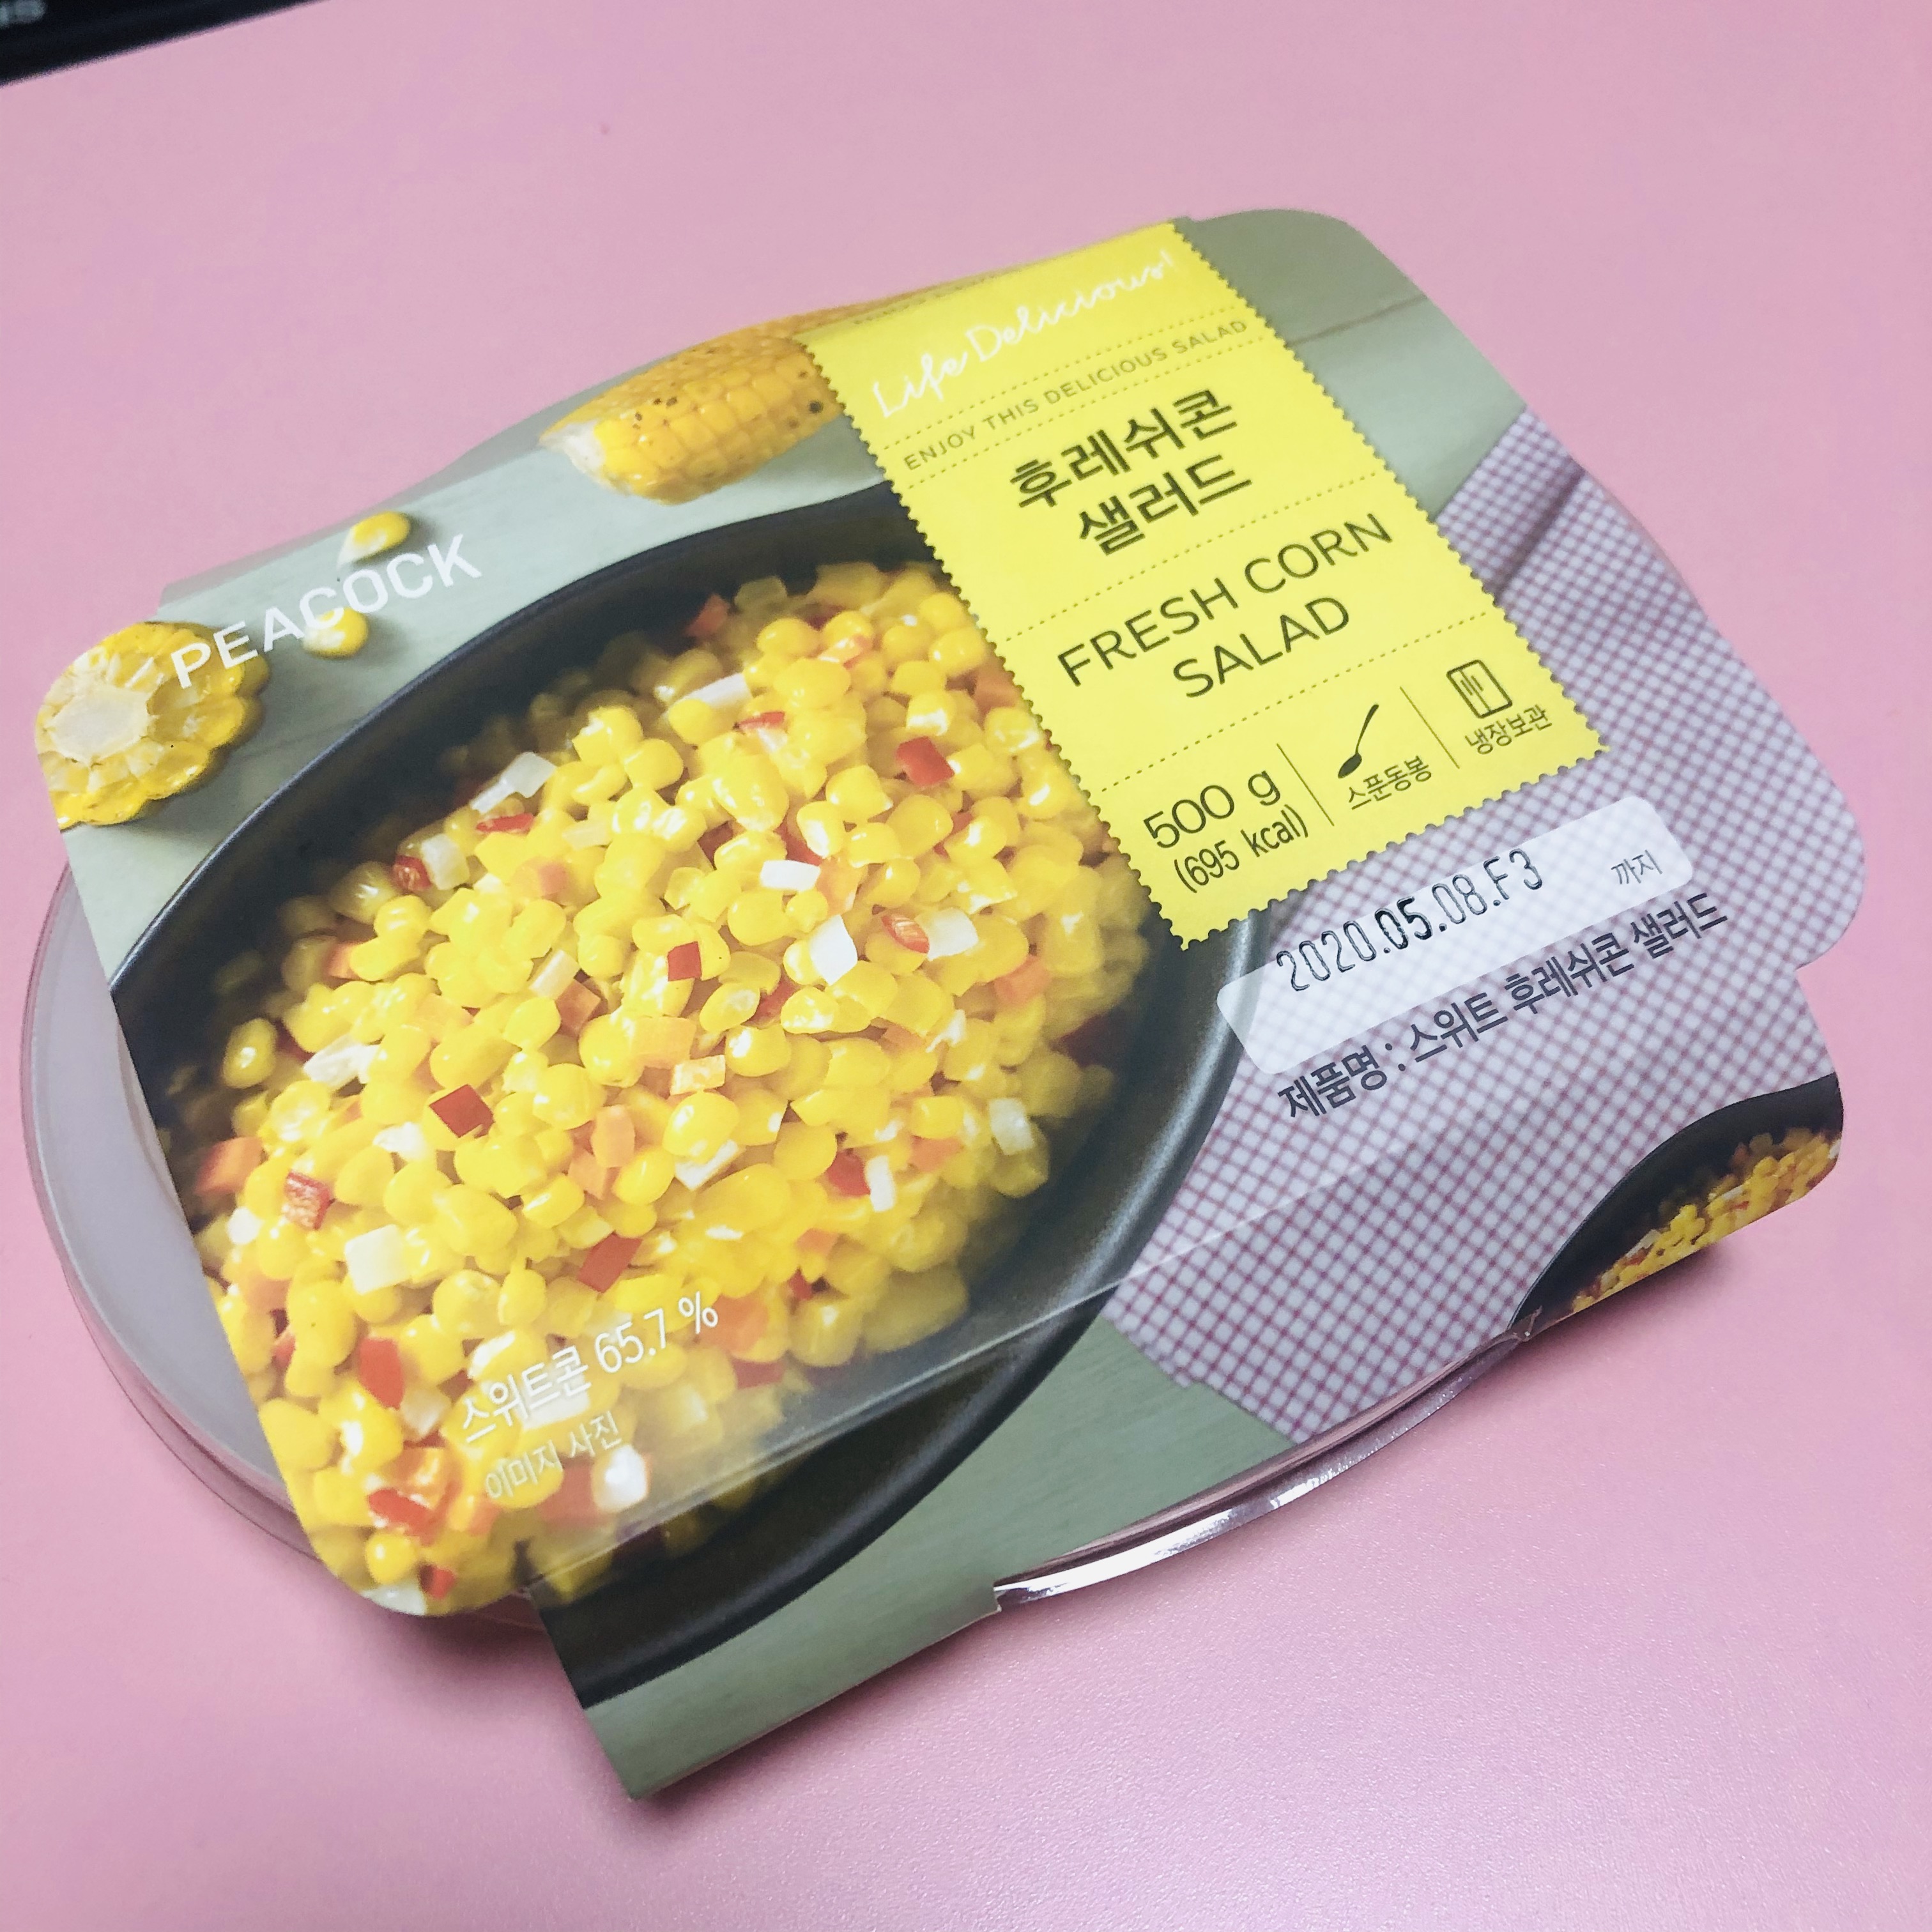 PEACOCK
Life Delicious!
ENJOY THIS DELICIOUS SALAD
후레쉬콘
샐러드
FRESH CORN
SALAD
500 g
(695 kcal)
스푼동봉
냉장보관
2020.05.08.F3 까지
제품명 : 스위트 후레쉬콘 샐러드
스위트콘 65.7 %
이미지 사진